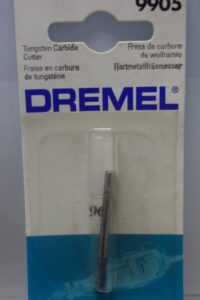 9905
Tungsten Carbide
Cutter
Fraise en carbure
de tungstène
Fresa de carburo
de wolframio
Hartmetallfräsmesser
DREMEL®